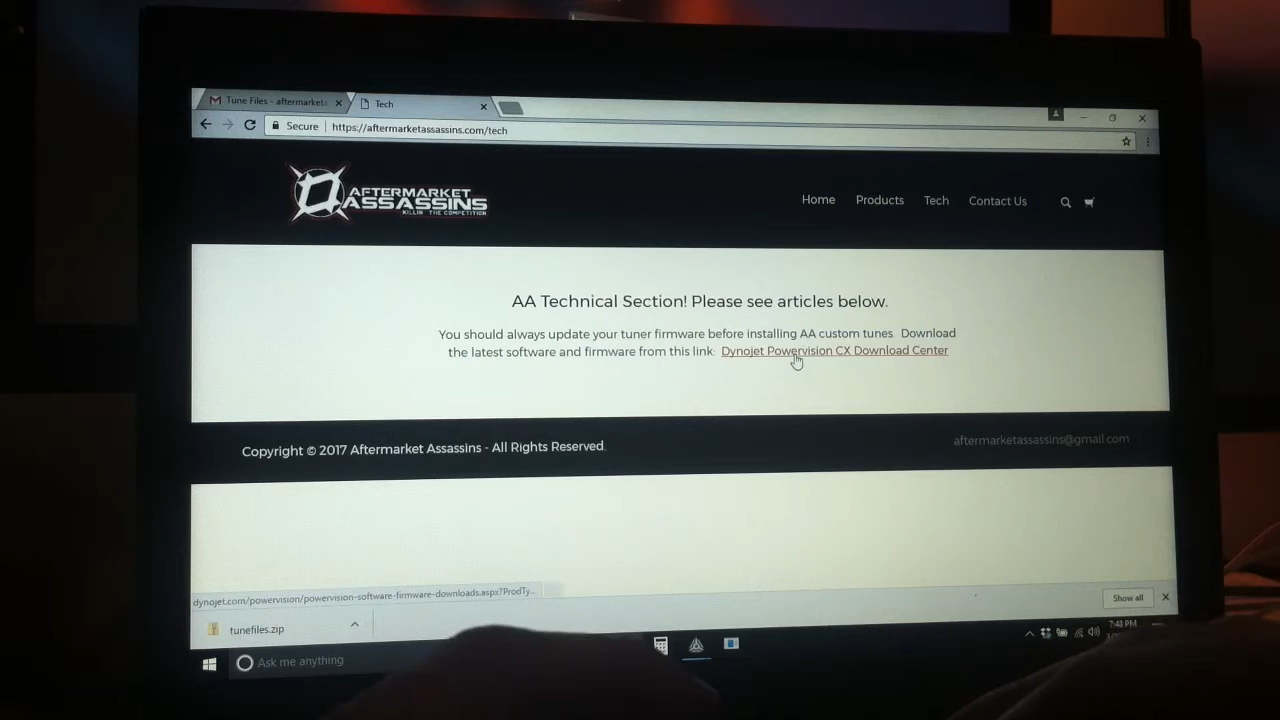 Tune Files - aftermarket
Tech
Secure
https://aftermarketassassins.com/tech
AFTERMARKET
ASSASSINS
KILLIN THE COMPETITION
Home
Products
Tech
Contact Us
AA Technical Section! Please see articles below.
You should always update your tuner firmware before installing AA custom tunes. Download
the latest software and firmware from this link: Dynojet Powervision CX Download Center
Copyright © 2017 Aftermarket Assassins - All Rights Reserved.
aftermarketassassins@gmail.com
dynojet.com/powervision/powervision-software-firmware-downloads.aspx?ProdTy...
tunefiles.zip
Show all
7:48 PM
Ask me anything